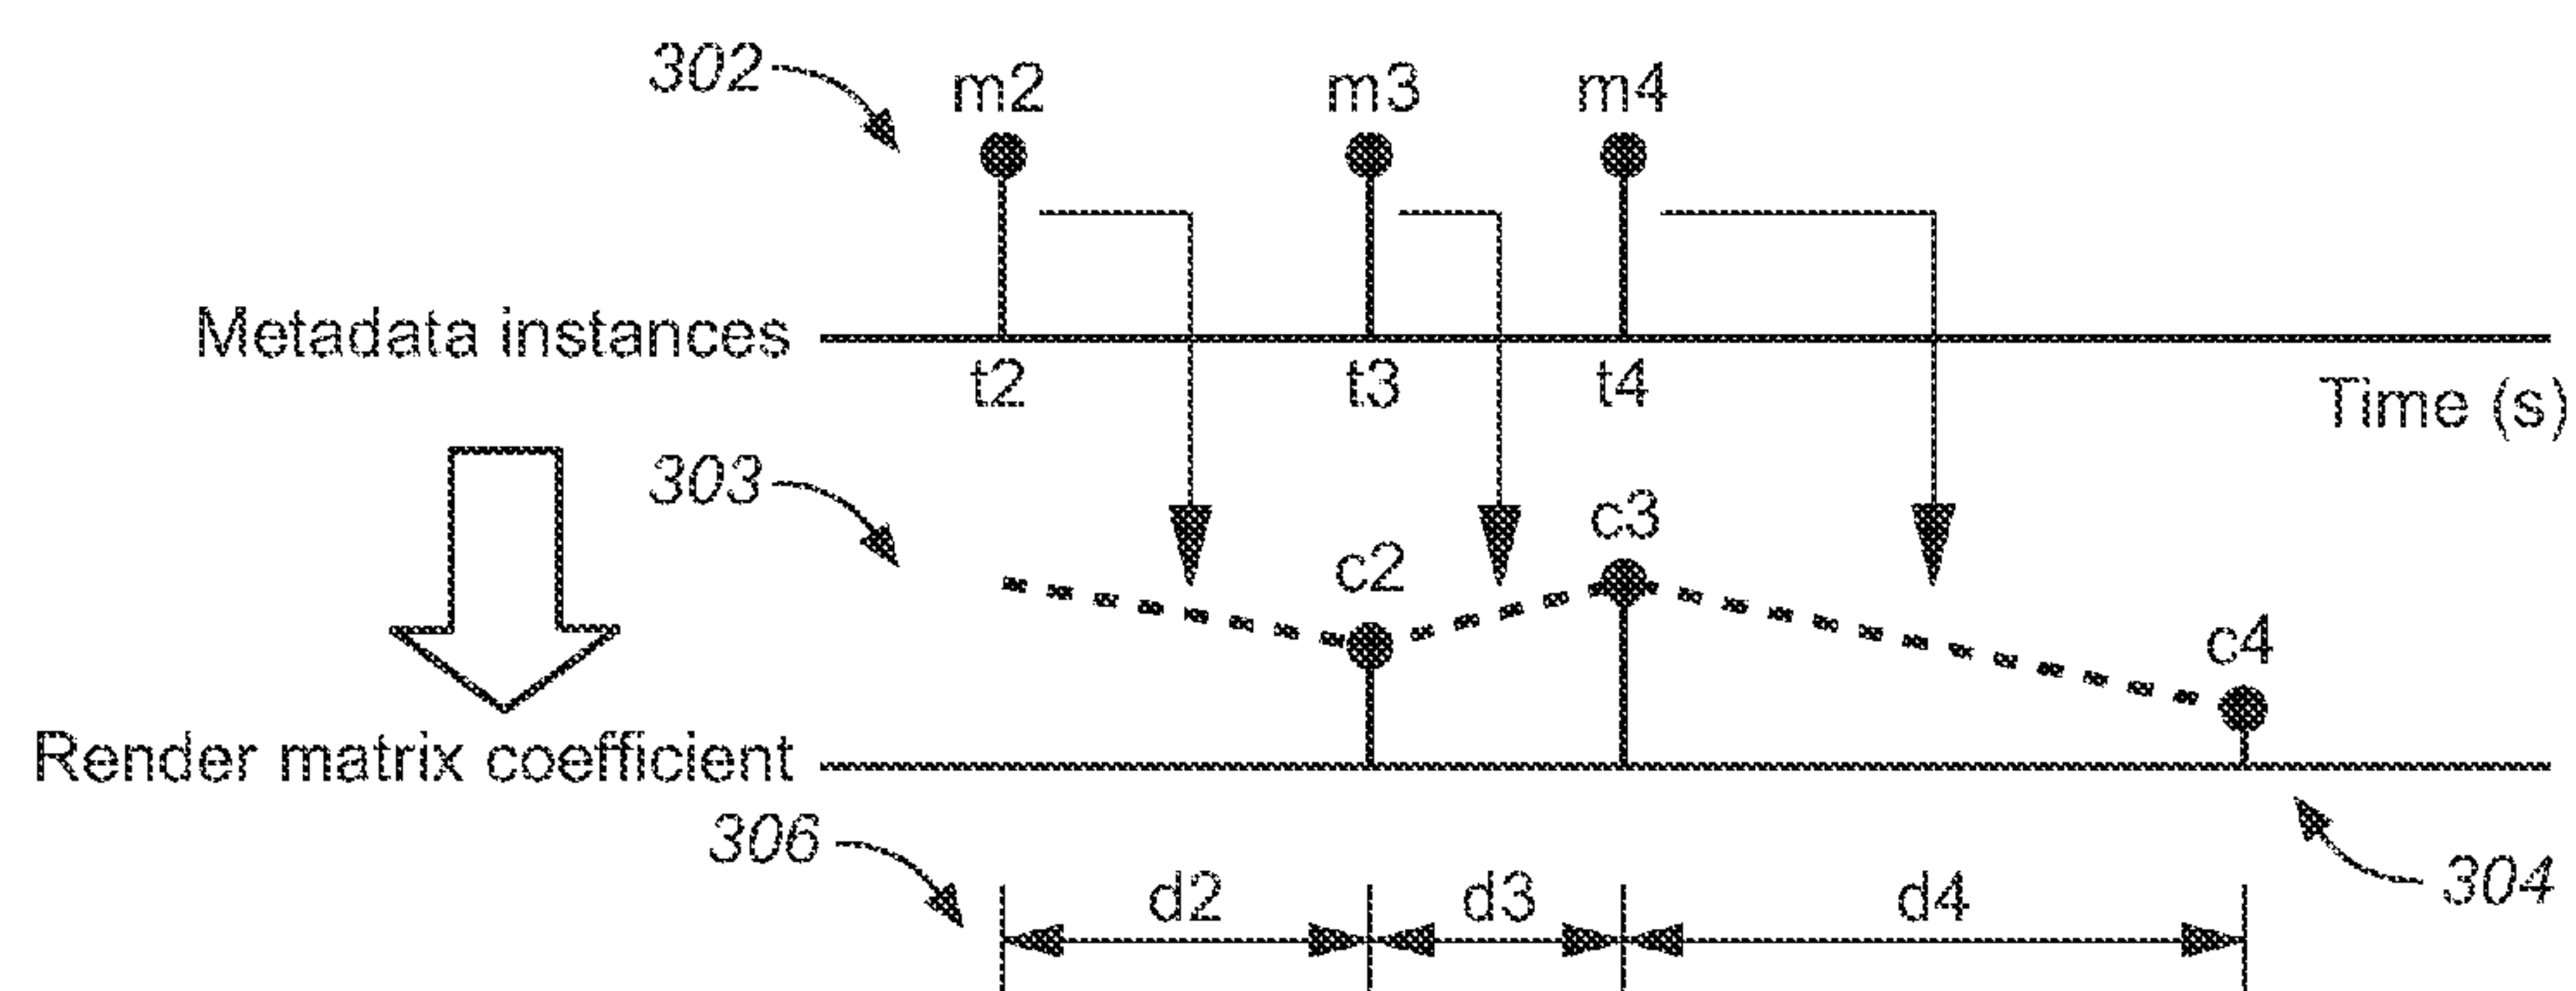 302
m2 m3 m4
Metadata instances
t2 t3 t4
Time (s)
303
c2 c3 c4
Render matrix coefficient
306
d2 d3 d4
304